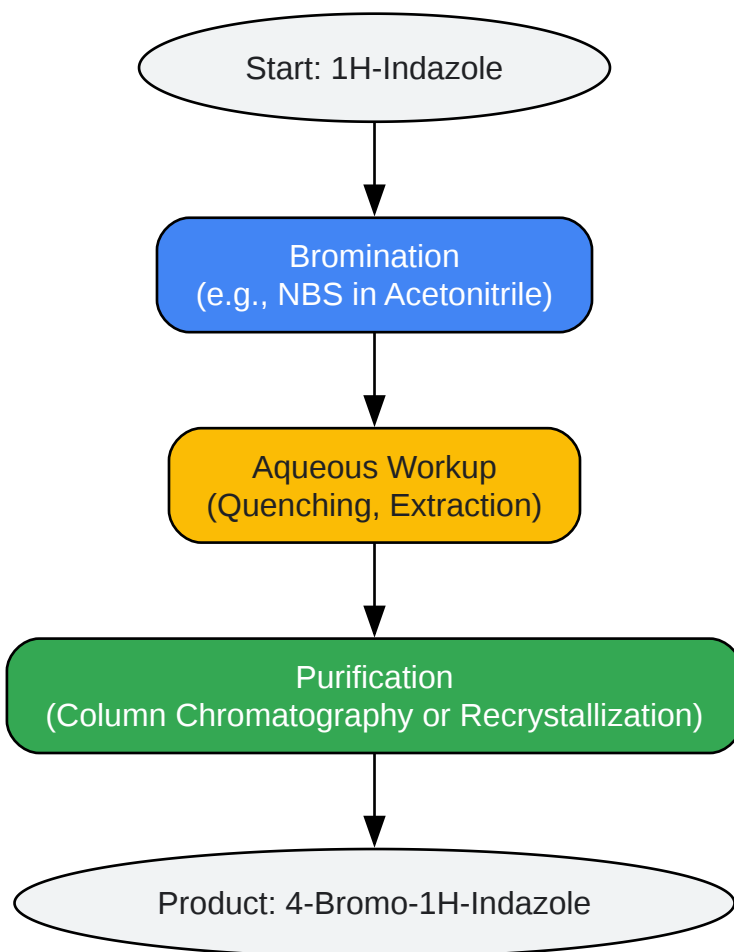 Start: 1H-Indazole
Bromination
(e.g., NBS in Acetonitrile)
Aqueous Workup
(Quenching, Extraction)
Purification
(Column Chromatography or Recrystallization)
Product: 4-Bromo-1H-Indazole